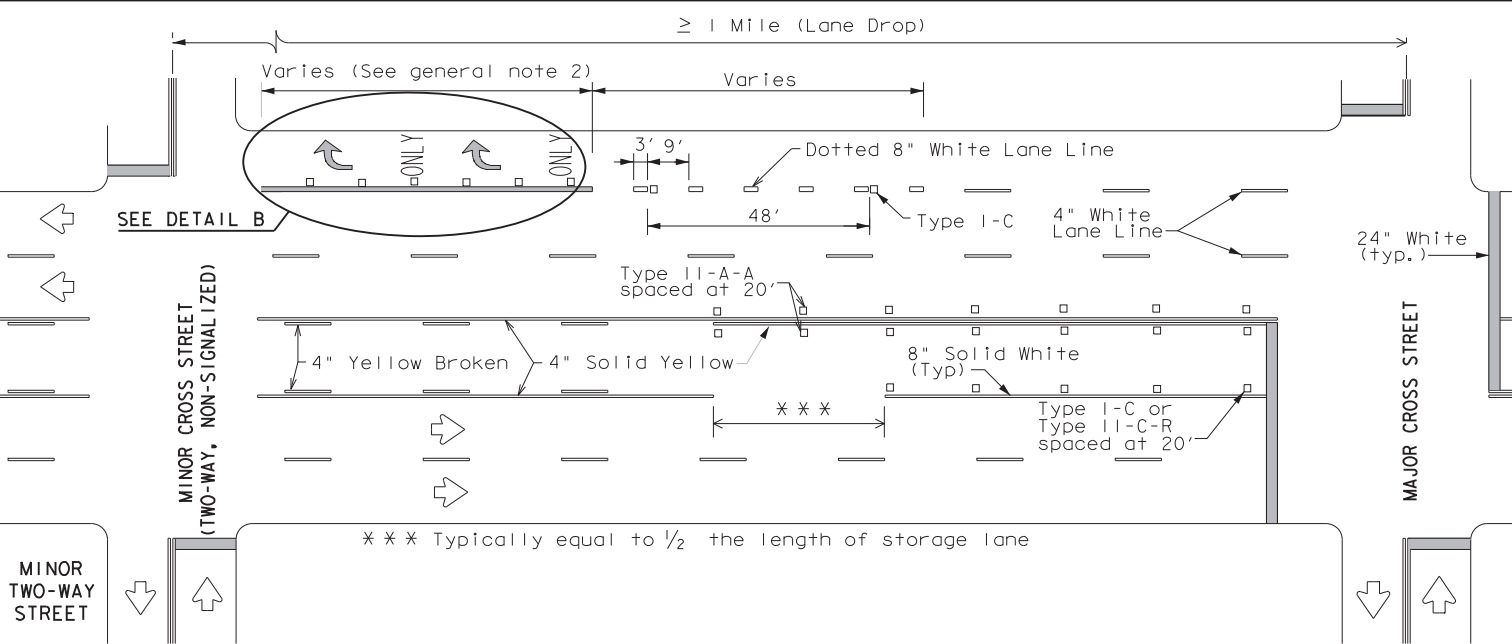 ≥ 1 Mile (Lane Drop)
Varies (See general note 2)
Varies
ONLY
ONLY
3' 9'
Dotted 8" White Lane Line
SEE DETAIL B
48'
Type I-C
4" White
Lane Line
24" White
(typ.)
Type II-A-A
spaced at 20'
MINOR CROSS STREET
(TWO-WAY, NON-SIGNALIZED)
4" Yellow Broken
4" Solid Yellow
8" Solid White
(Typ)
MAJOR CROSS STREET
***
Type I-C or
Type II-C-R
spaced at 20'
*** Typically equal to ½ the length of storage lane
MINOR
TWO-WAY
STREET